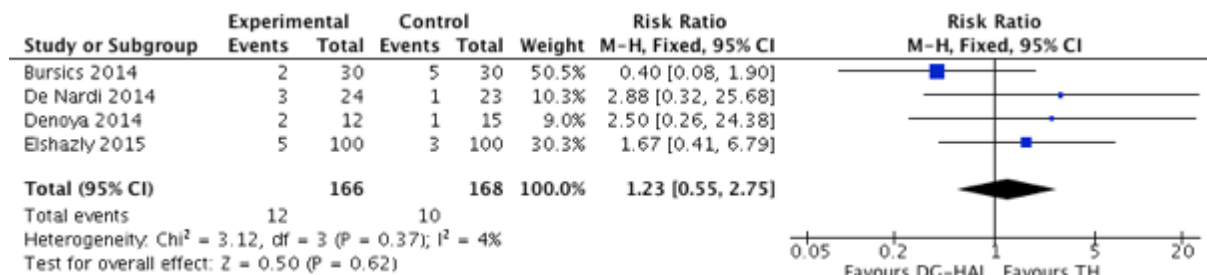 Experimental Control Risk Ratio Risk Ratio
Study or Subgroup Events Total Events Total Weight M-H, Fixed, 95% CI M-H, Fixed, 95% CI
Bursics 2014 2 30 5 30 50.5% 0.40 [0.08, 1.90]
De Nardi 2014 3 24 1 23 10.3% 2.88 [0.32, 25.68]
Denoya 2014 2 12 1 15 9.0% 2.50 [0.26, 24.38]
Elshazly 2015 5 100 3 100 30.3% 1.67 [0.41, 6.79]
Total (95% CI) 166 168 100.0% 1.23 [0.55, 2.75]
Total events 12 10
Heterogeneity: Chi² = 3.12, df = 3 (P = 0.37); I² = 4%
Test for overall effect: Z = 0.50 (P = 0.62)
0.05 0.2 1 5 20
Favours DG-HAL Favours TH